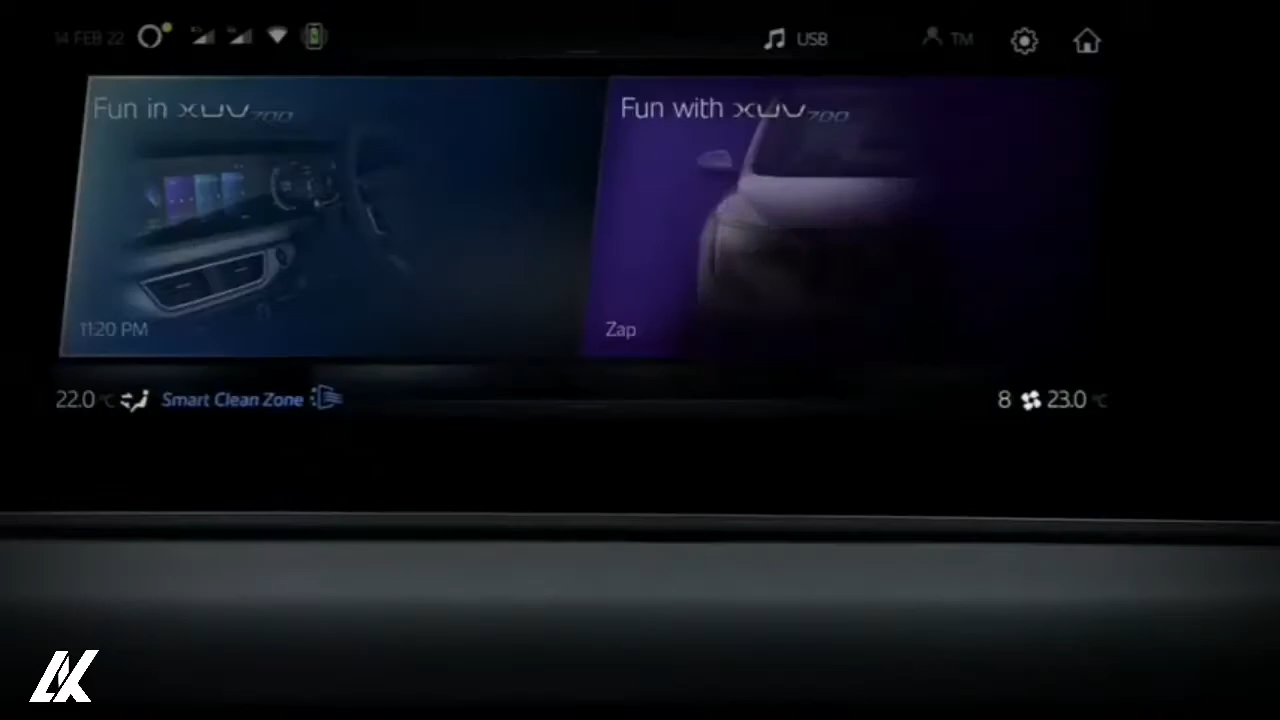 14 FEB 22
USB
TM
Fun in XUV700
Fun with XUV700
11:20 PM
Zap
22.0 °C
Smart Clean Zone
8
23.0 °C
AK